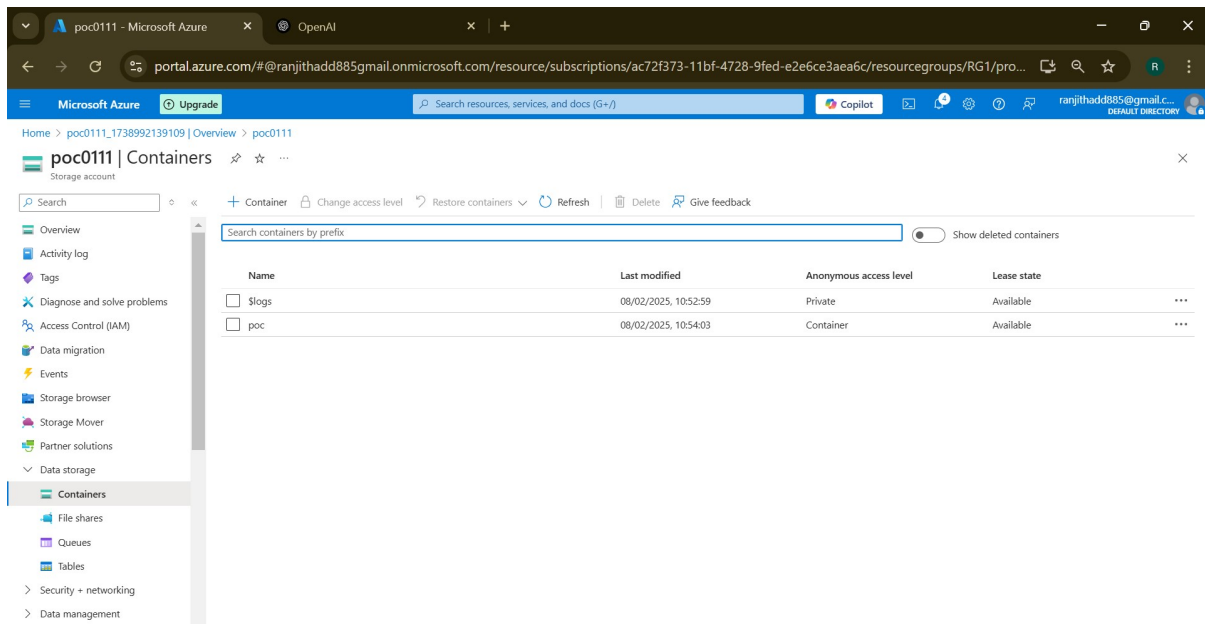 poc0111 - Microsoft Azure
OpenAI
portal.azure.com/#@ranjithadd885gmail.onmicrosoft.com/resource/subscriptions/ac72f373-11bf-4728-9fed-e2e6ce3aea6c/resourcegroups/RG1/pro...
R
Microsoft Azure
Upgrade
Search resources, services, and docs (G+/)
Copilot
4
ranjithadd885@gmail.c...
DEFAULT DIRECTORY
Home > poc0111_1738992139109 | Overview > poc0111
poc0111 | Containers
Storage account
Search
Container
Change access level
Restore containers
Refresh
Delete
Give feedback
Overview
Activity log
Tags
Diagnose and solve problems
Access Control (IAM)
Data migration
Events
Storage browser
Storage Mover
Partner solutions
Data storage
Containers
File shares
Queues
Tables
Security + networking
Data management
Search containers by prefix
Show deleted containers
Name Last modified Anonymous access level Lease state
$logs 08/02/2025, 10:52:59 Private Available
poc 08/02/2025, 10:54:03 Container Available